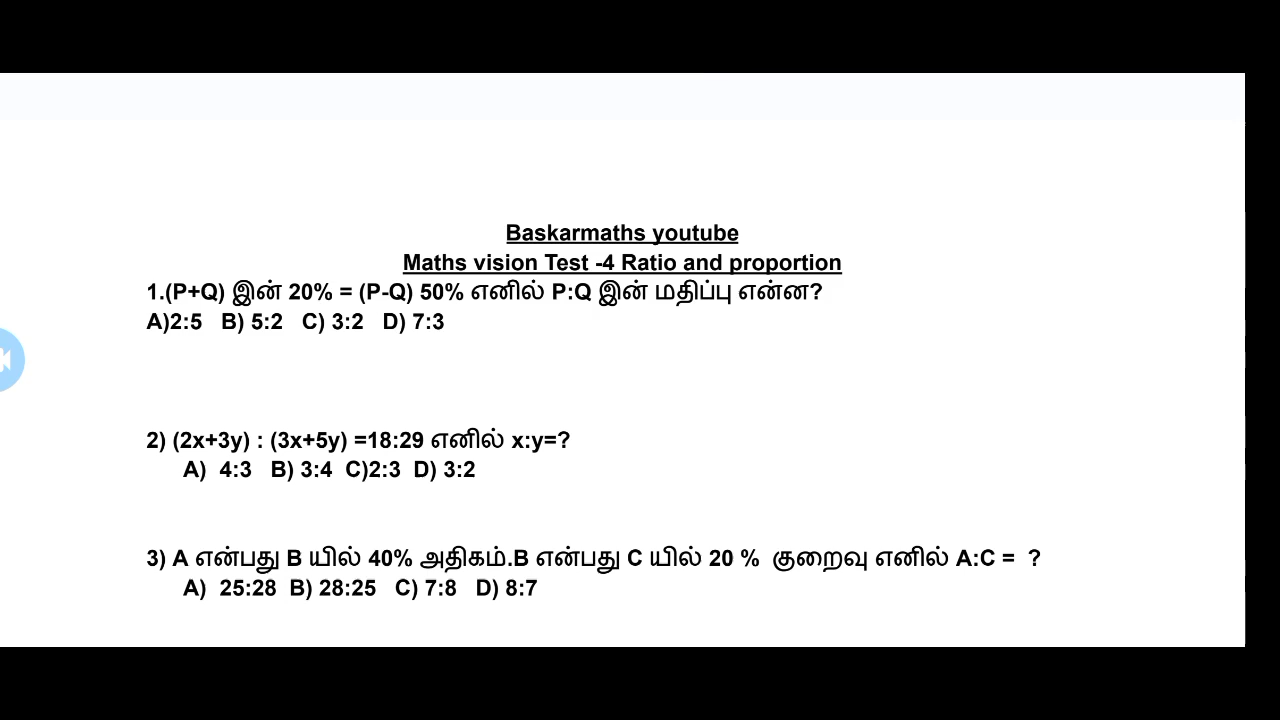 Baskarmaths youtube
Maths vision Test -4 Ratio and proportion
1.(P+Q) இன் 20% = (P-Q) 50% எனில் P:Q இன் மதிப்பு என்ன?
A)2:5 B) 5:2 C) 3:2 D) 7:3
2) (2x+3y) : (3x+5y) =18:29 எனில் x:y=?
A) 4:3 B) 3:4 C)2:3 D) 3:2
3) A என்பது B யில் 40% அதிகம்.B என்பது C யில் 20 % குறைவு எனில் A:C = ?
A) 25:28 B) 28:25 C) 7:8 D) 8:7